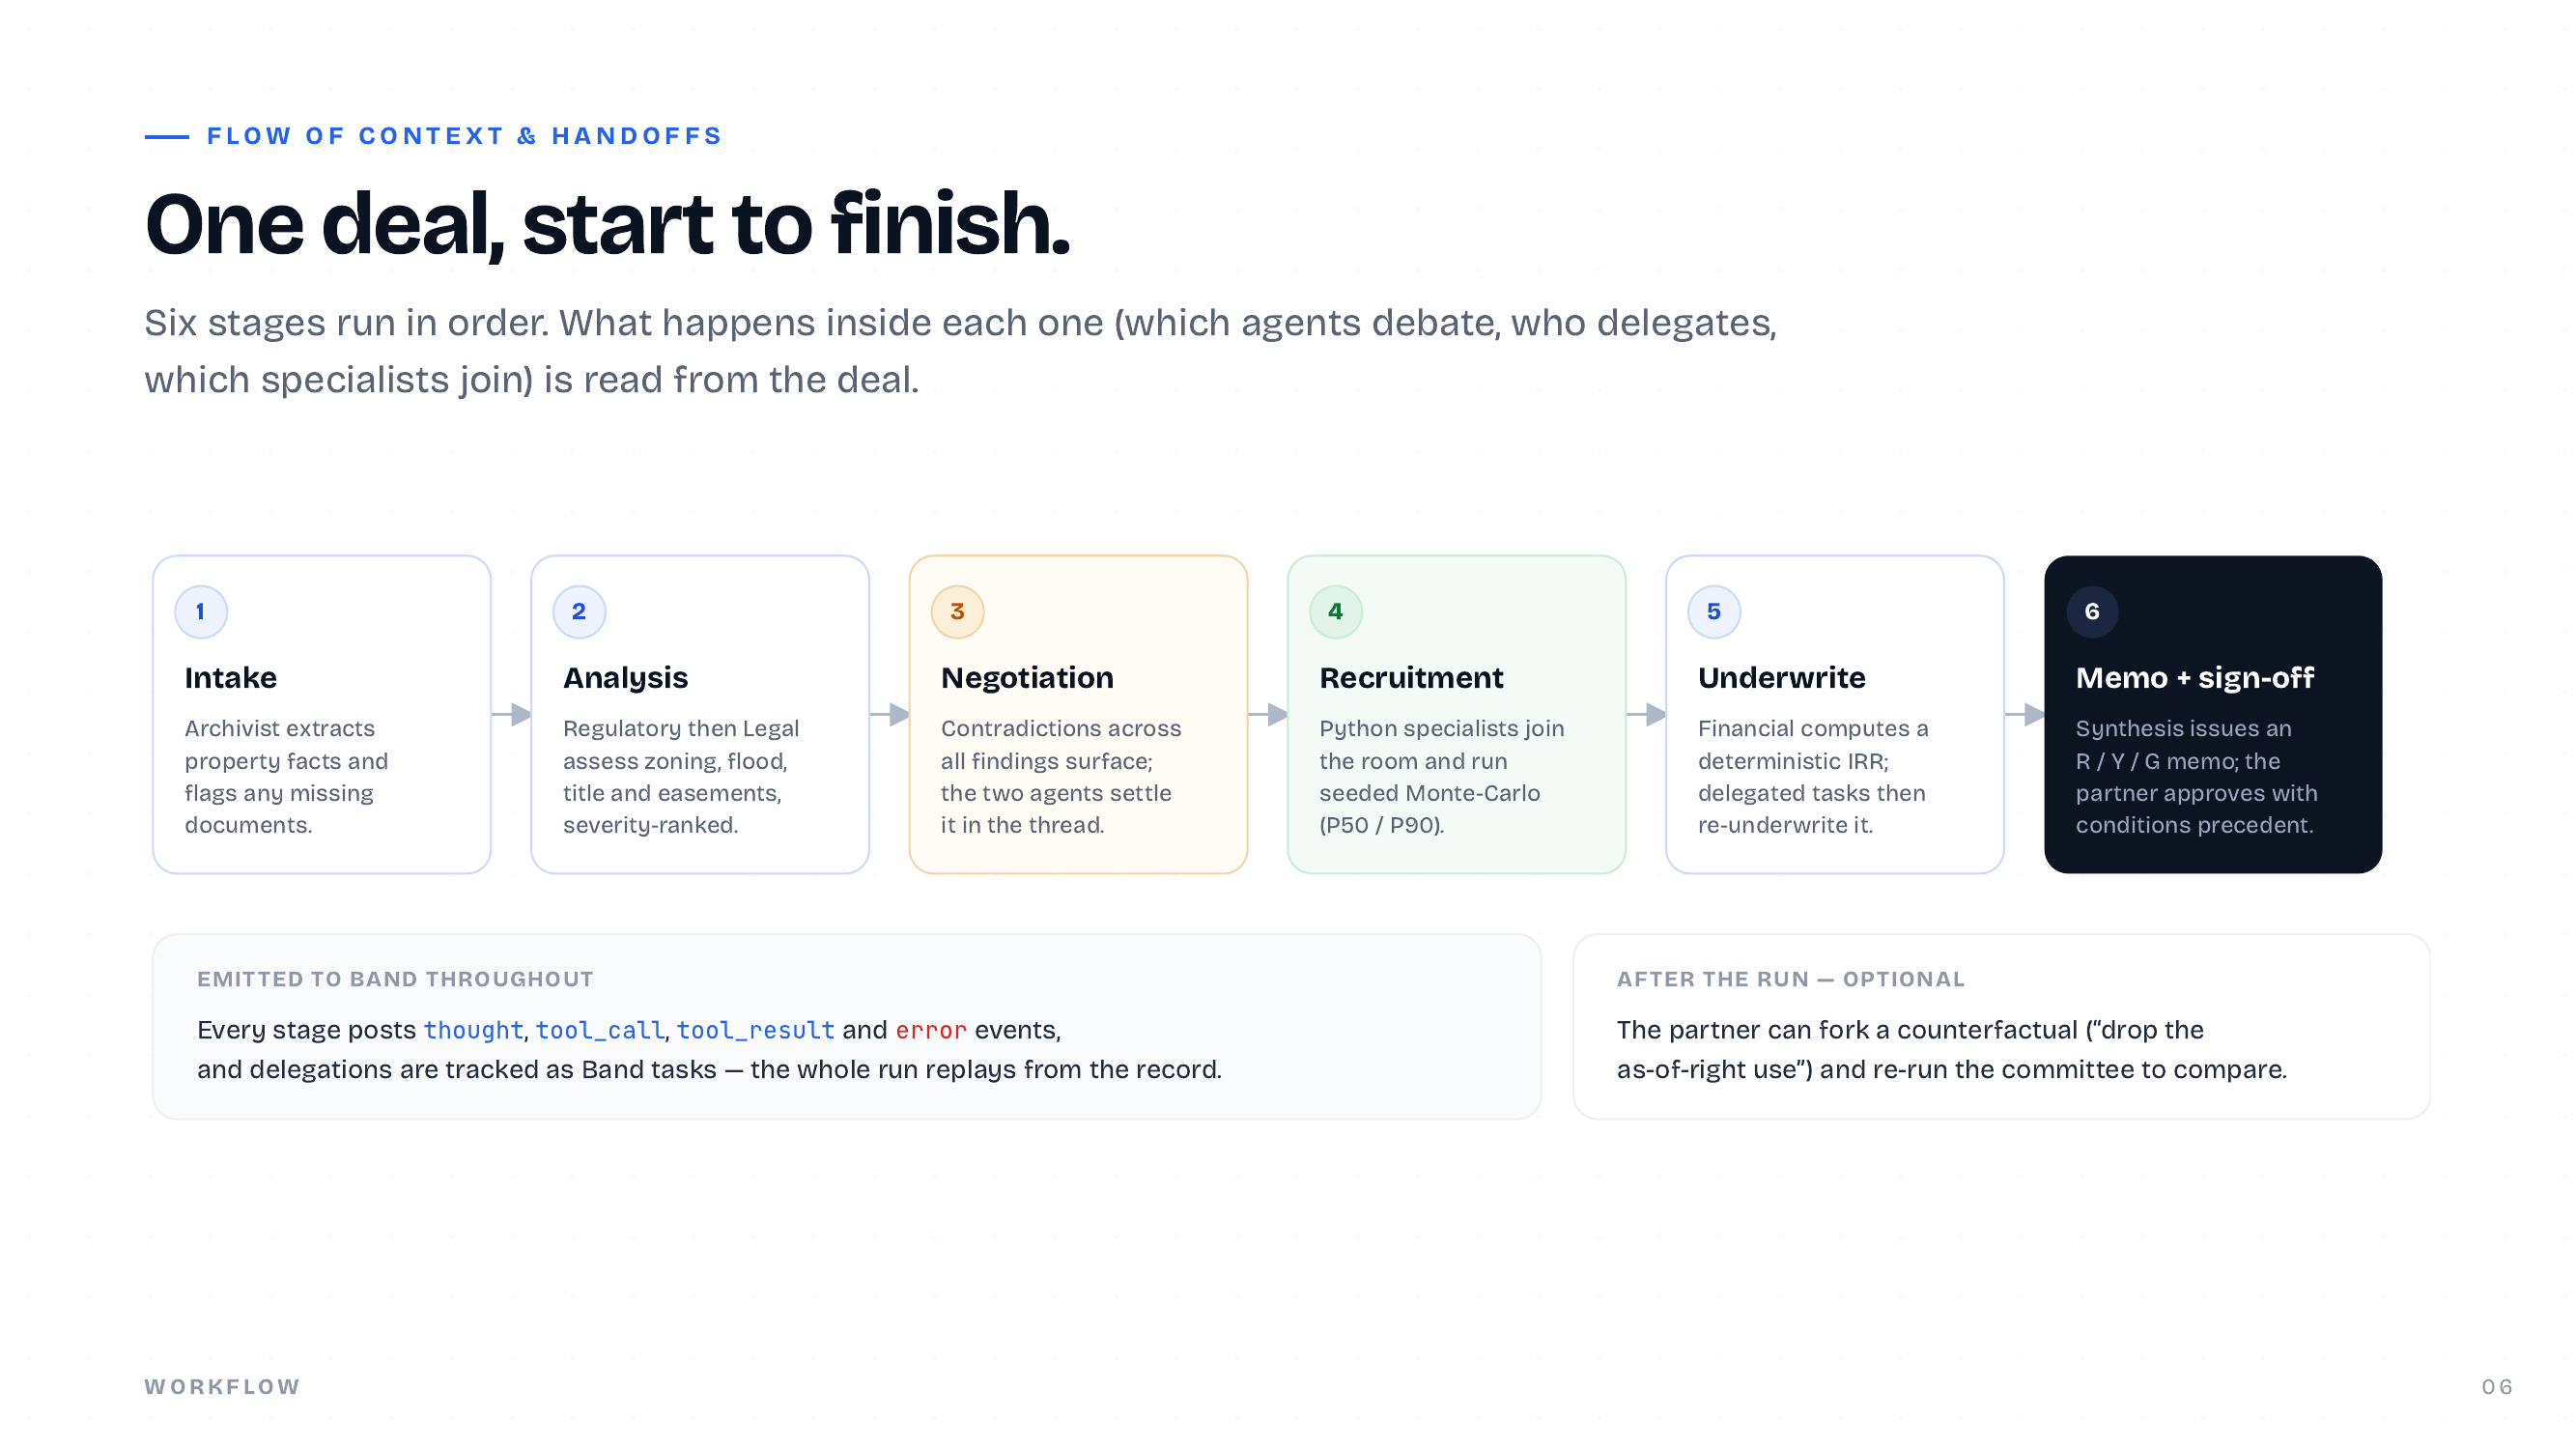 FLOW OF CONTEXT & HANDOFFS
One deal, start to finish.
Six stages run in order. What happens inside each one (which agents debate, who delegates,
which specialists join) is read from the deal.
1
Intake
Archivist extracts
property facts and
flags any missing
documents.
2
Analysis
Regulatory then Legal
assess zoning, flood,
title and easements,
severity-ranked.
3
Negotiation
Contradictions across
all findings surface;
the two agents settle
it in the thread.
4
Recruitment
Python specialists join
the room and run
seeded Monte-Carlo
(P50 / P90).
5
Underwrite
Financial computes a
deterministic IRR;
delegated tasks then
re-underwrite it.
6
Memo + sign-off
Synthesis issues an
R / Y / G memo; the
partner approves with
conditions precedent.
EMITTED TO BAND THROUGHOUT
Every stage posts thought, tool_call, tool_result and error events,
and delegations are tracked as Band tasks — the whole run replays from the record.
AFTER THE RUN — OPTIONAL
The partner can fork a counterfactual (“drop the
as-of-right use”) and re-run the committee to compare.
WORKFLOW
06